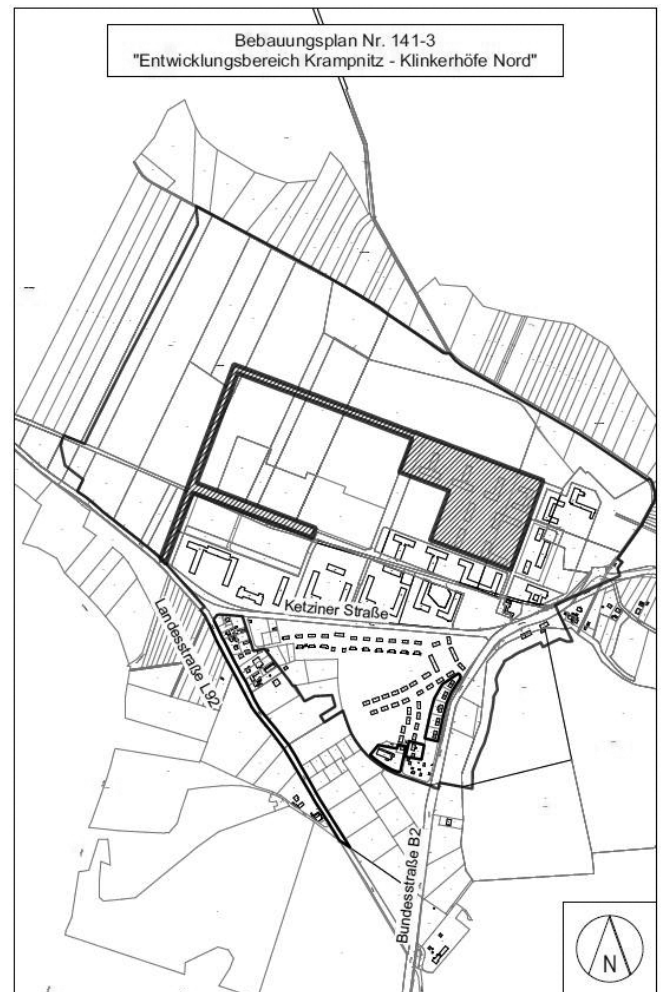 Bebauungsplan Nr. 141-3
"Entwicklungsbereich Krampnitz - Klinkerhöfe Nord"
Ketziner Straße
Landesstraße L92
Bundesstraße B2
N